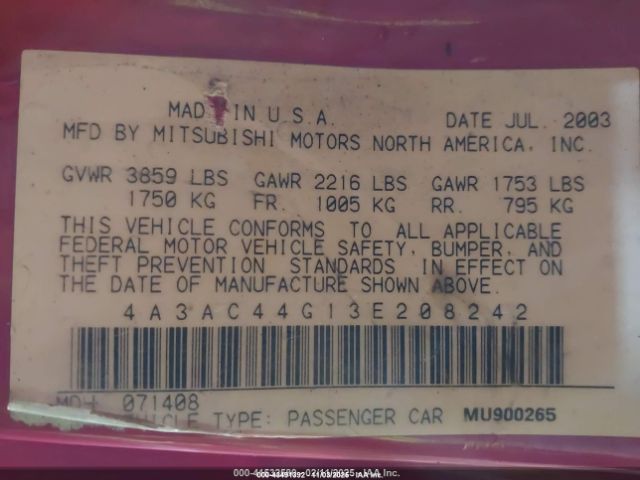 MAD IN U.S.A. DATE JUL. 2003
MFD BY MITSUBISHI MOTORS NORTH AMERICA, INC.
GVWR 3859 LBS GAWR 2216 LBS GAWR 1753 LBS
1750 KG FR. 1005 KG RR. 795 KG
THIS VEHICLE CONFORMS TO ALL APPLICABLE
FEDERAL MOTOR VEHICLE SAFETY, BUMPER, AND
THEFT PREVENTION STANDARDS IN EFFECT ON
THE DATE OF MANUFACTURE SHOWN ABOVE.
4A3AC44G13E208242
MDH 071408
HICLE TYPE: PASSENGER CAR MU900265